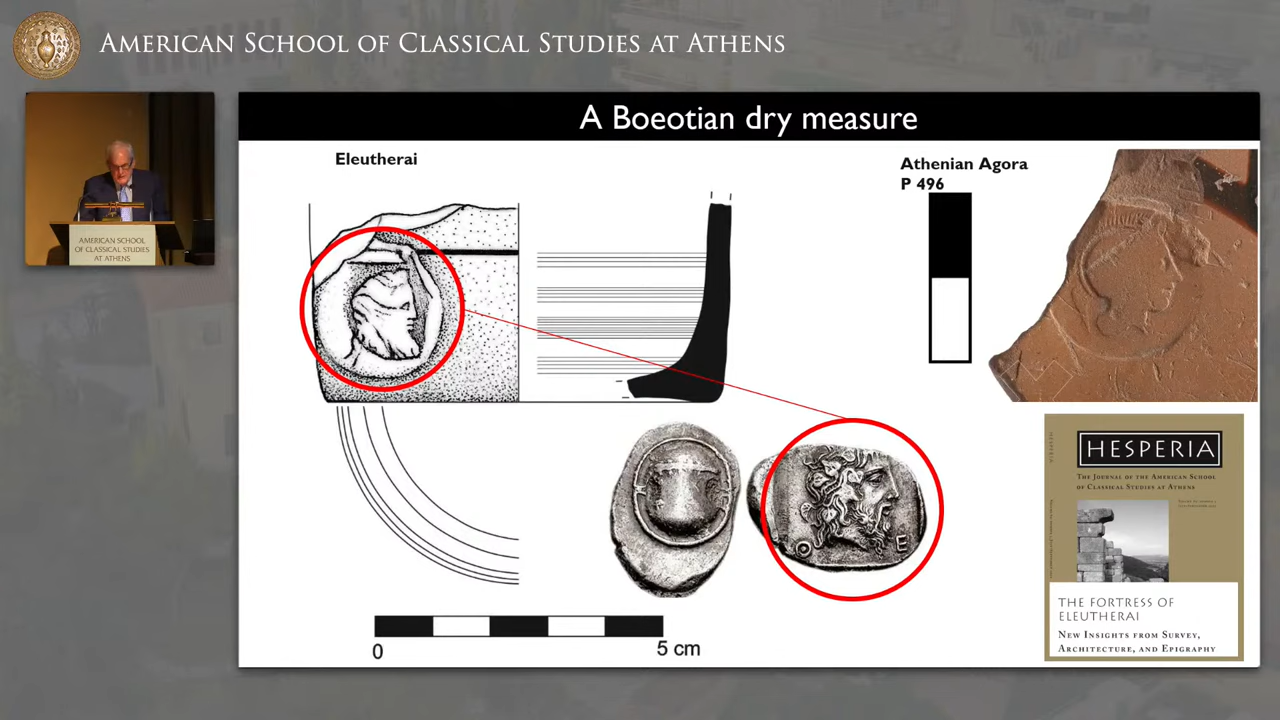 AMERICAN SCHOOL OF CLASSICAL STUDIES AT ATHENS
AMERICAN SCHOOL
OF CLASSICAL STUDIES
AT ATHENS
A Boeotian dry measure
Eleutherai
Athenian Agora
P 496
Θ E
0 5 cm
HESPERIA
THE JOURNAL OF THE AMERICAN SCHOOL
OF CLASSICAL STUDIES AT ATHENS
THE FORTRESS OF
ELEUTHERAI
NEW INSIGHTS FROM SURVEY,
ARCHITECTURE, AND EPIGRAPHY